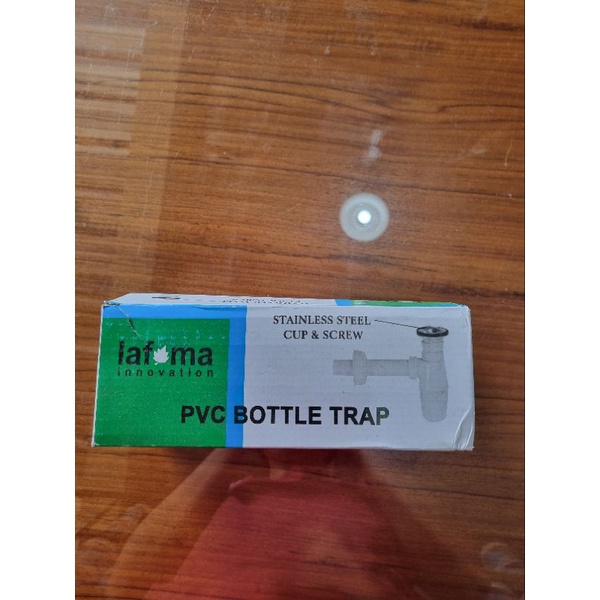 STAINLESS STEEL
CUP & SCREW
lafoma
innovation
PVC BOTTLE TRAP